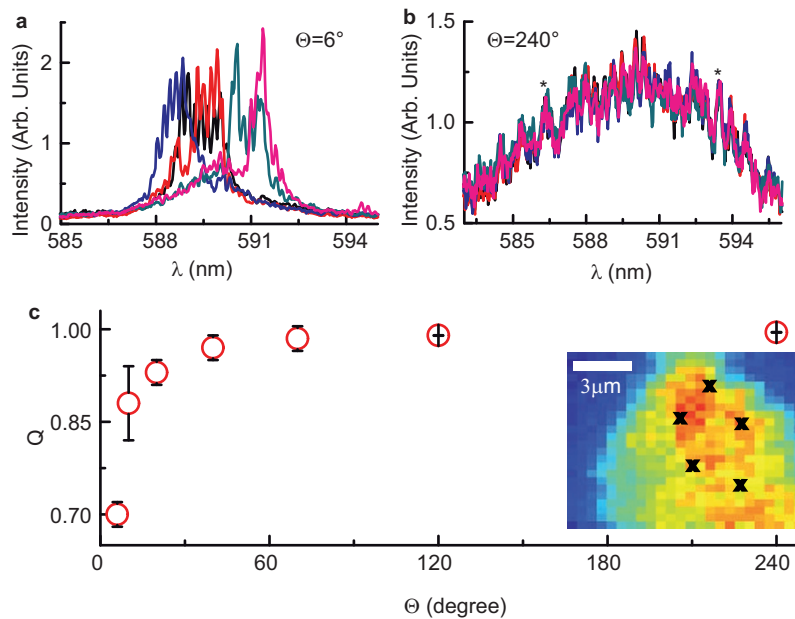 a
Θ=6°
Intensity (Arb. Units)
3
2
1
0
585
588
591
594
λ (nm)
b
Θ=240°
Intensity (Arb. Units)
1.5
1.0
0.5
*
*
585
588
591
594
λ (nm)
c
Q
1.00
0.85
0.70
0
60
120
180
240
Θ (degree)
3μm